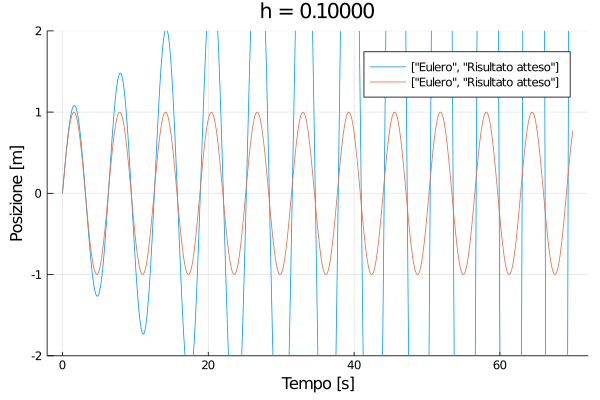 h = 0.10000
["Eulero", "Risultato atteso"]
["Eulero", "Risultato atteso"]
Posizione [m]
2
1
0
-1
-2
0
20
40
60
Tempo [s]